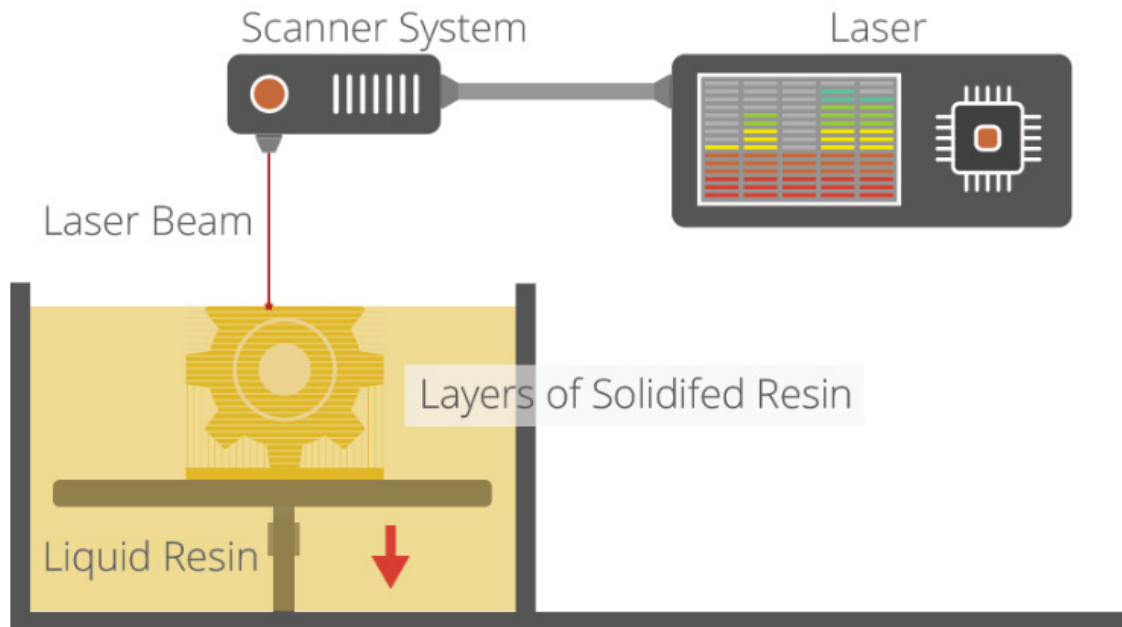 Scanner System
Laser
Laser Beam
Layers of Solidifed Resin
Liquid Resin